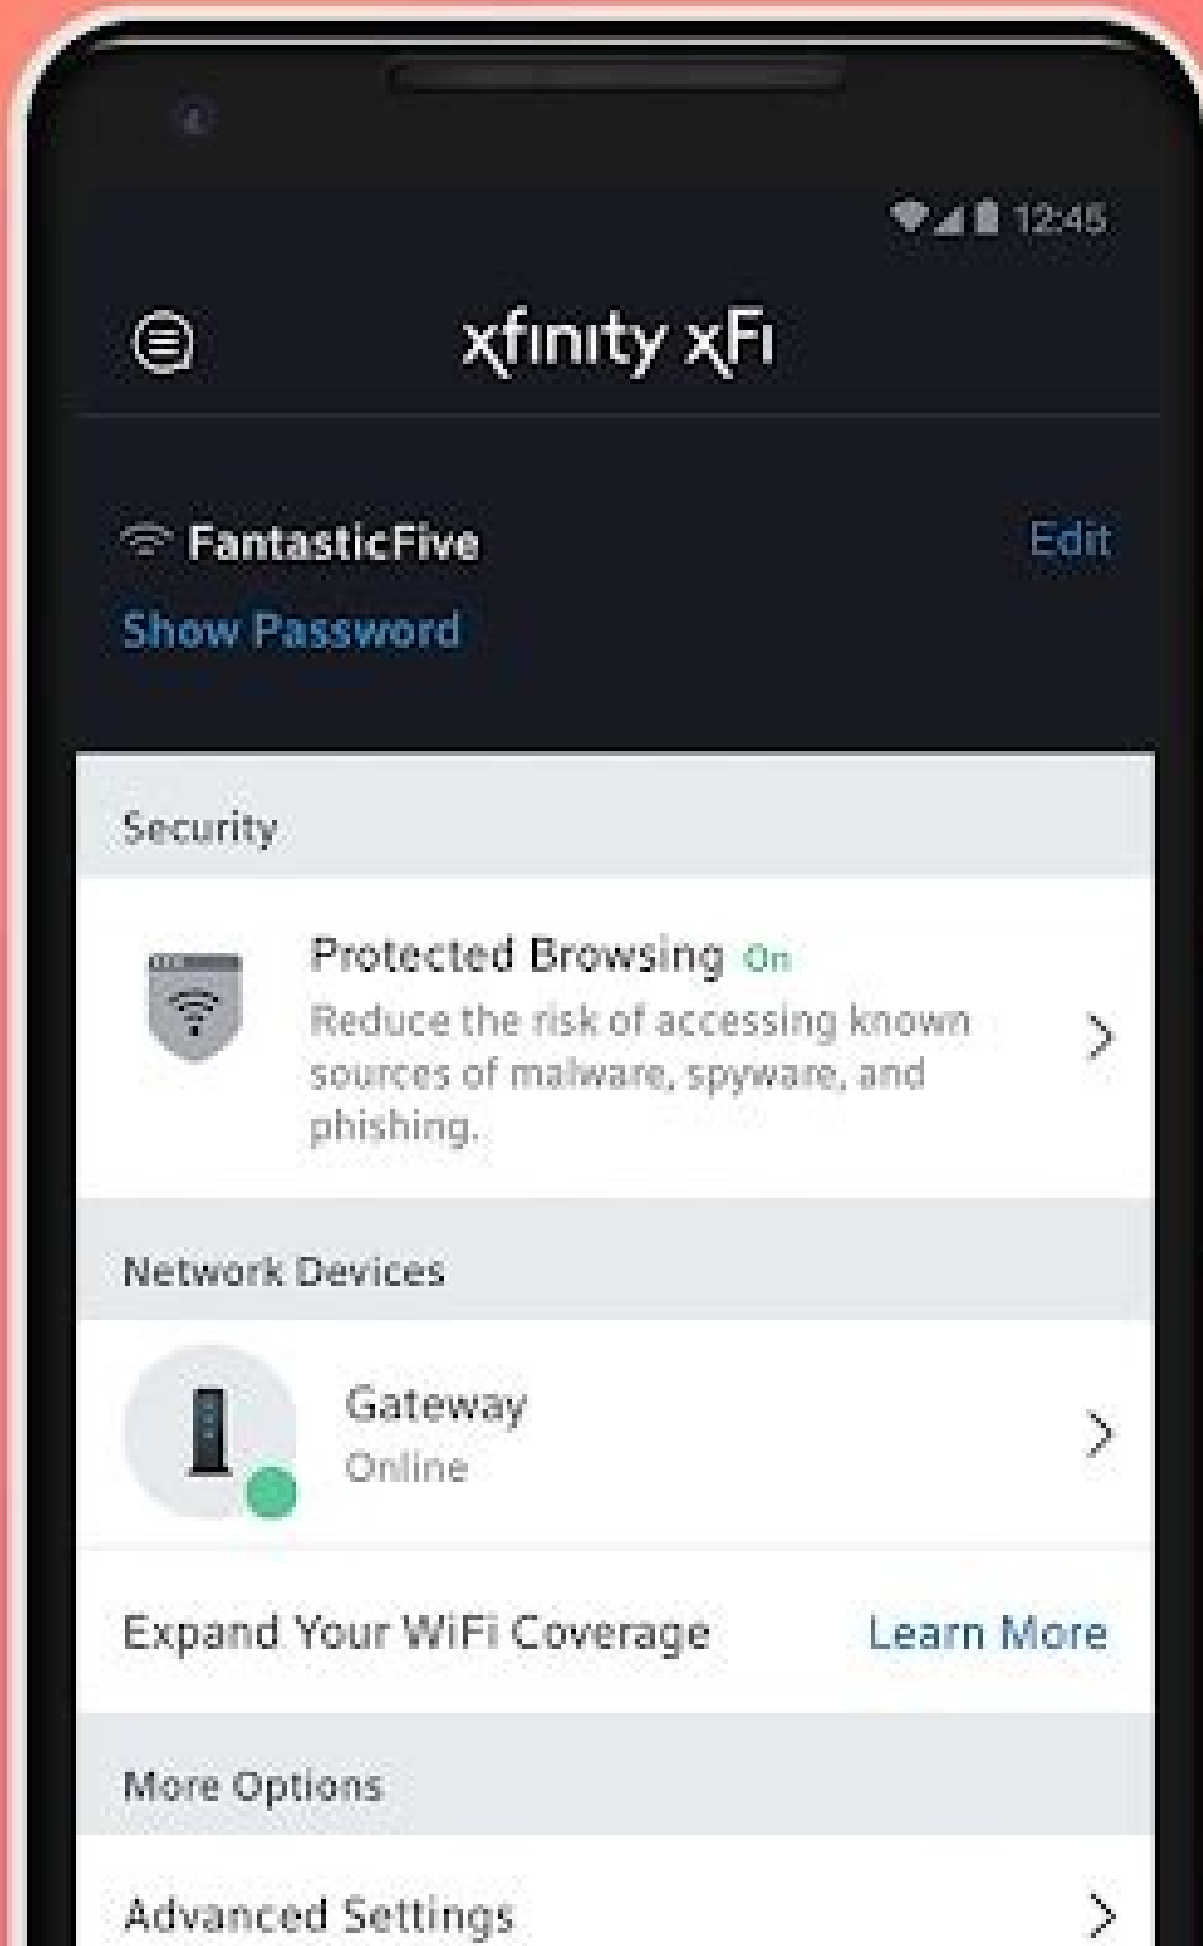 12:45
xfinity xFi
FantasticFive
Edit
Show Password
Security
Protected Browsing On
Reduce the risk of accessing known
sources of malware, spyware, and
phishing.
Network Devices
Gateway
Online
Expand Your WiFi Coverage
Learn More
More Options
Advanced Settings